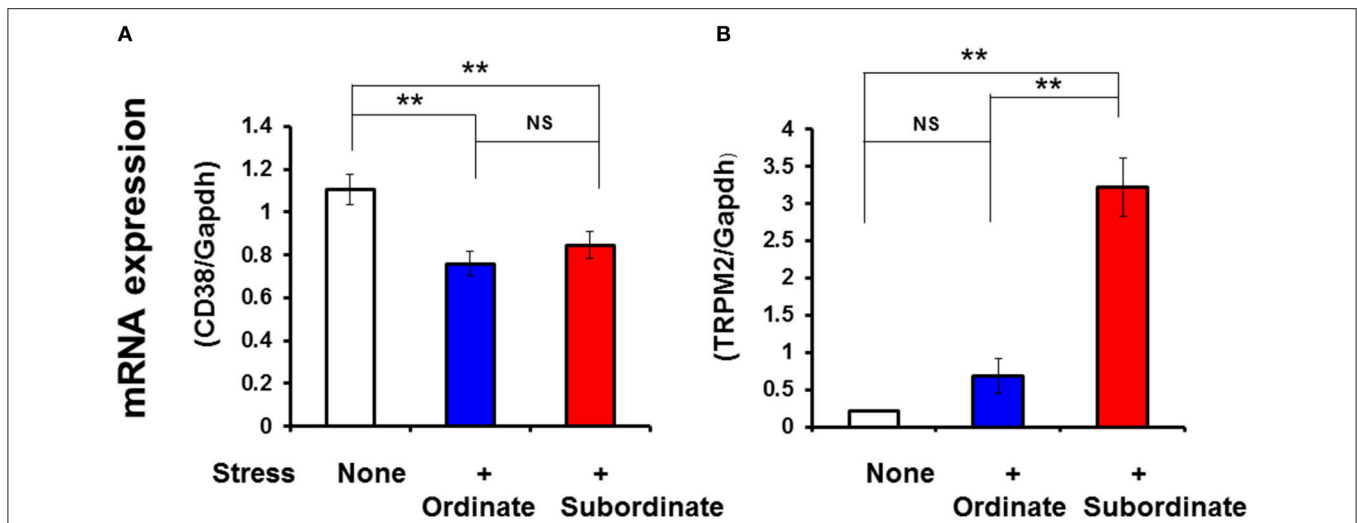 A
B
mRNA expression
(CD38/Gapdh)
**
**
NS
1.4
1.2
1
0.8
0.6
0.4
0.2
0
Stress None + +
Ordinate Subordinate
(TRPM2/Gapdh)
**
**
NS
4
3.5
3
2.5
2
1.5
1
0.5
0
None + +
Ordinate Subordinate